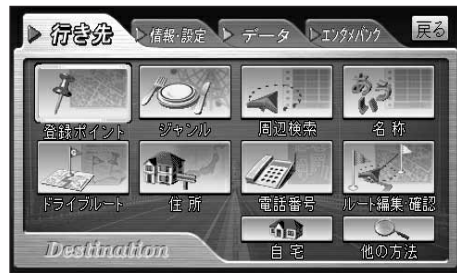 行き先
情報・設定
データ
エンタメバンク
戻る
登録ポイント
ジャンル
周辺検索
あいう
名称
ドライブルート
住所
電話番号
ルート編集・確認
Destination
自宅
他の方法